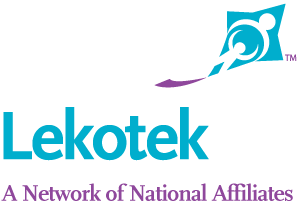 TM
Lekotek
A Network of National Affiliates